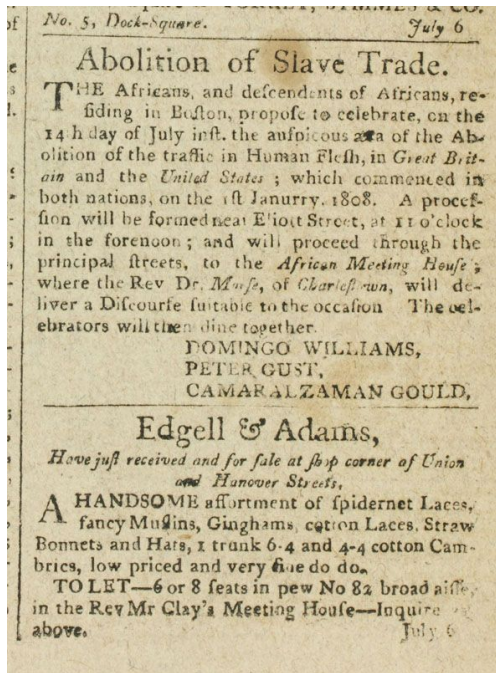 SYMMES & CO.
No. 5, Dock-Square. July 6
Abolition of Slave Trade.
THE Africans, and deſcendents of Africans, re-
ſiding in Boſton, propoſe to celebrate, on the
14 h day of July inſt. the auſpicous æra of the Ab-
olition of the traffic in Human Fleſh, in Great Brit-
ain and the United States ; which commenced in
both nations, on the 1ſt Janurry, 1808. A proceſ-
ſion will be formed near Eliott Street, at 11 o'clock
in the forenoon ; and will proceed through the
principal ſtreets, to the African Meeting Houſe ;
where the Rev Dr. Morſe, of Charleſtown, will de-
liver a Diſcourſe ſuitable to the occaſion The cel-
ebrators will then dine together.
DOMINGO WILLIAMS,
PETER GUST,
CAMARALZAMAN GOULD,
Edgell & Adams,
Have juſt received and for ſale at ſhop corner of Union
and Hanover Streets,
A HANDSOME aſſortment of ſpidernet Laces,
fancy Muſlins, Ginghams, cotton Laces, Straw
Bonnets and Hats, 1 trunk 6-4 and 4-4 cotton Cam-
brics, low priced and very fine do do.
TO LET—6 or 8 ſeats in pew No 82 broad aiſle,
in the Rev Mr Clay's Meeting Houſe—Inquire as
above. July 6